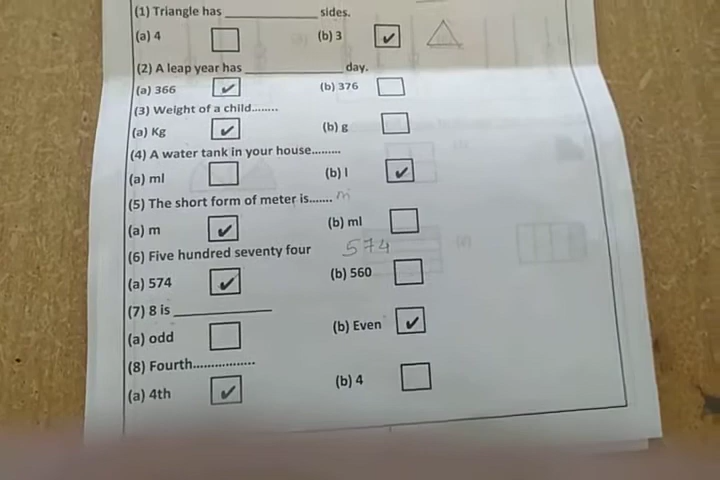 (1) Triangle has ____________ sides.
(a) 4 (b) 3 ✓
(2) A leap year has ____________ day.
(a) 366 ✓ (b) 376
(3) Weight of a child........
(a) Kg ✓ (b) g
(4) A water tank in your house.........
(a) ml (b) l ✓
(5) The short form of meter is....... m
(a) m ✓ (b) ml
(6) Five hundred seventy four 574
(a) 574 ✓ (b) 560
(7) 8 is ____________
(a) odd (b) Even ✓
(8) Fourth.................
(a) 4th ✓ (b) 4